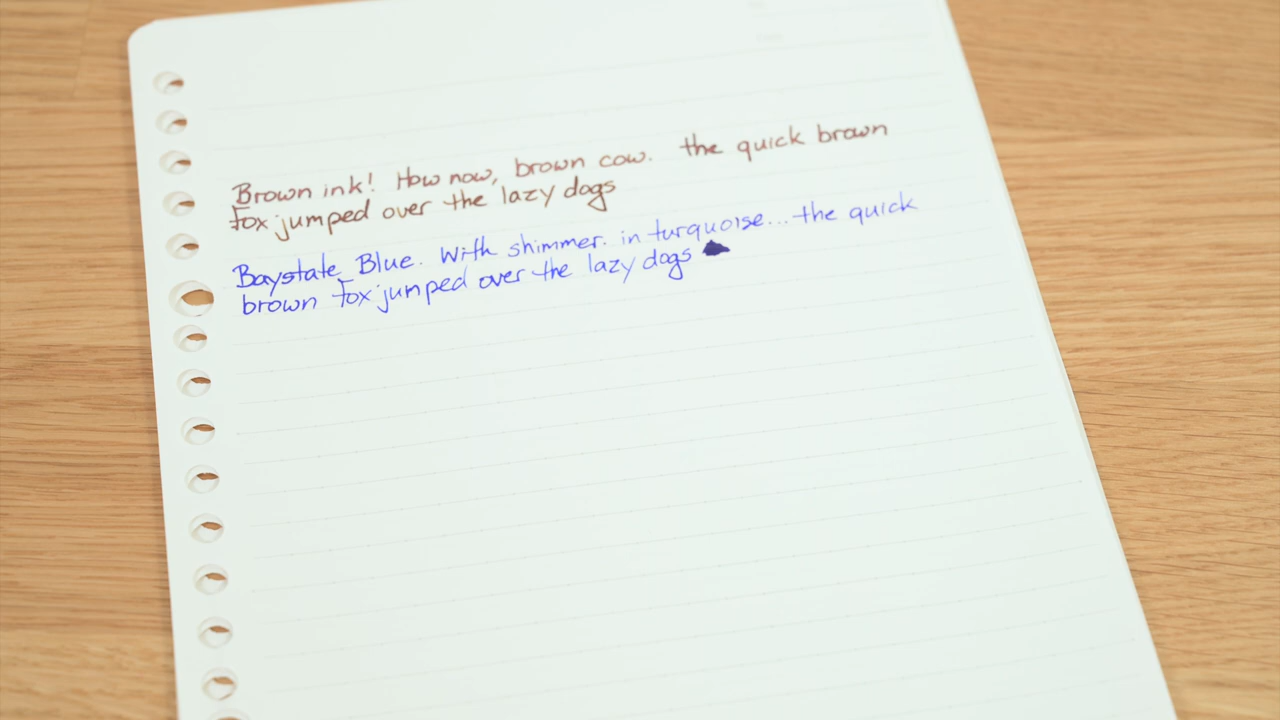 Brown ink! How now, brown cow. the quick brown
fox jumped over the lazy dogs
Baystate Blue. With shimmer. in turquoise... the quick
brown fox jumped over the lazy dogs